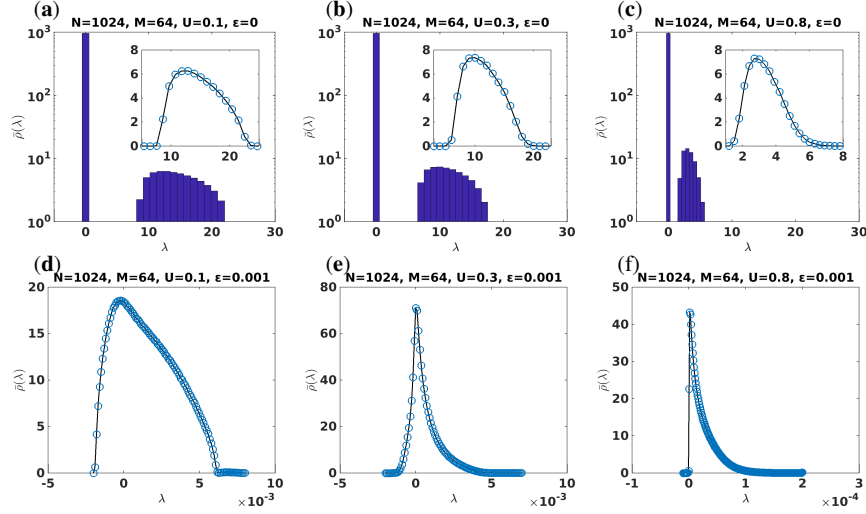 (a)
N=1024, M=64, U=0.1, ε=0
ρ̄(λ)
10³
10²
10¹
10⁰
0 10 20 30
λ
8
6
4
2
0
10 20
(b)
N=1024, M=64, U=0.3, ε=0
ρ̄(λ)
10³
10²
10¹
10⁰
0 10 20 30
λ
8
6
4
2
0
10 20
(c)
N=1024, M=64, U=0.8, ε=0
ρ̄(λ)
10³
10²
10¹
10⁰
0 10 20 30
λ
8
6
4
2
0
2 4 6 8
(d)
N=1024, M=64, U=0.1, ε=0.001
ρ̄(λ)
20
15
10
5
0
-5 0 5 10
λ
×10⁻³
(e)
N=1024, M=64, U=0.3, ε=0.001
ρ̄(λ)
80
60
40
20
0
-5 0 5 10
λ
×10⁻³
(f)
N=1024, M=64, U=0.8, ε=0.001
ρ̄(λ)
50
40
30
20
10
0
-1 0 1 2 3
λ
×10⁻⁴